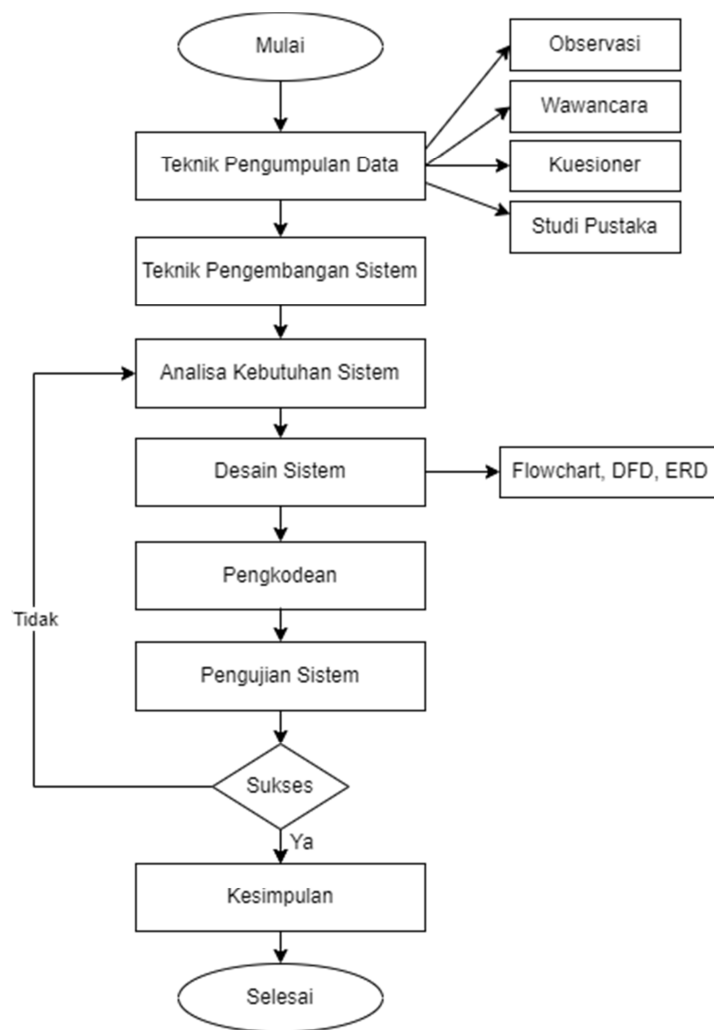 Mulai
Observasi
Wawancara
Teknik Pengumpulan Data
Kuesioner
Studi Pustaka
Teknik Pengembangan Sistem
Analisa Kebutuhan Sistem
Desain Sistem
Flowchart, DFD, ERD
Pengkodean
Tidak
Pengujian Sistem
Sukses
Ya
Kesimpulan
Selesai